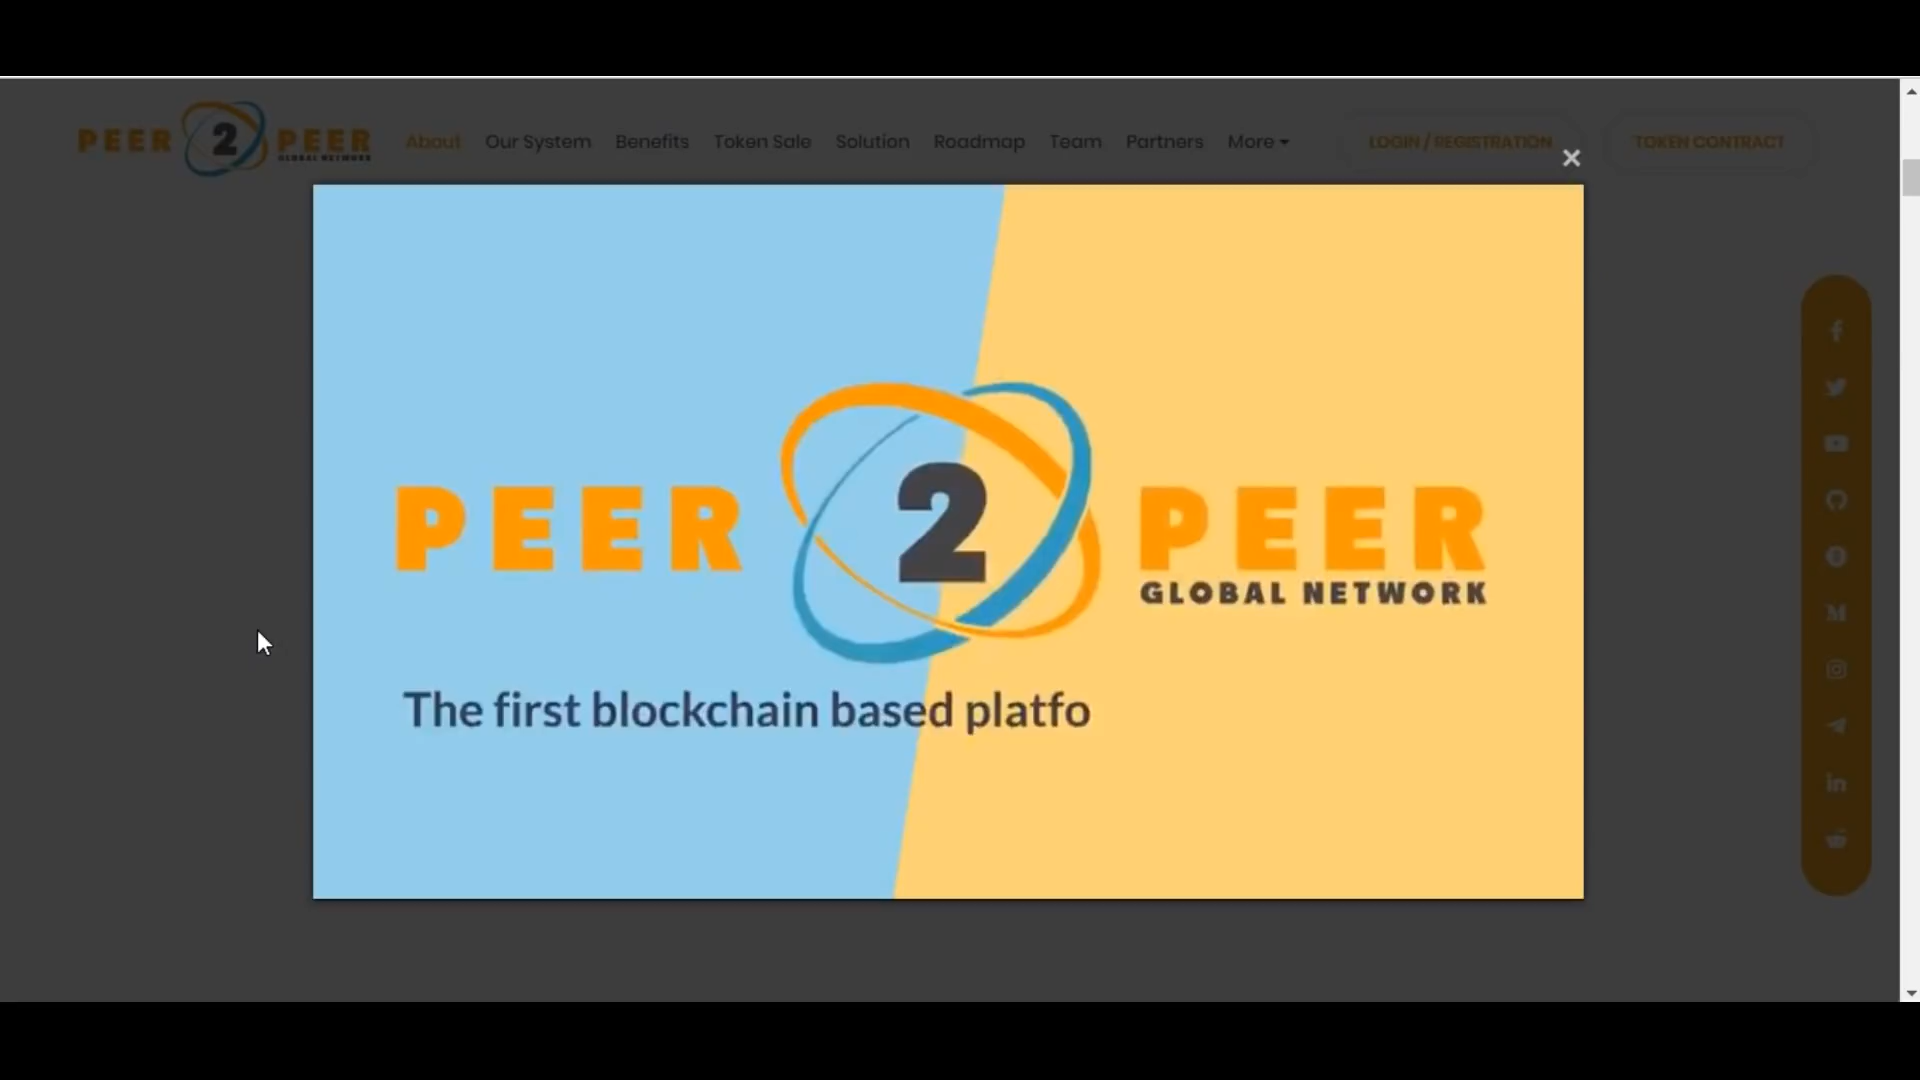 PEER 2 PEER
GLOBAL NETWORK
About Our System Benefits Token Sale Solution Roadmap Team Partners More LOGIN / REGISTRATION TOKEN CONTRACT
PEER 2 PEER
GLOBAL NETWORK
The first blockchain based platfo